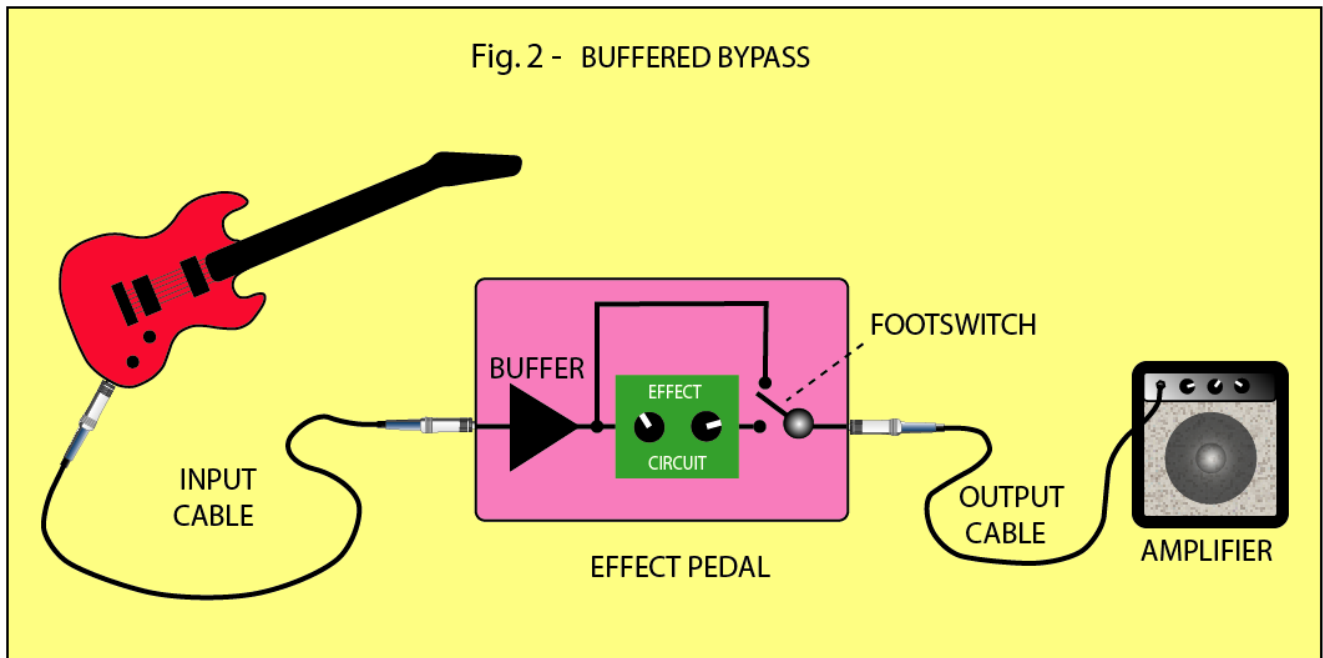 Fig. 2 - BUFFERED BYPASS
FOOTSWITCH
BUFFER
EFFECT
CIRCUIT
INPUT
CABLE
OUTPUT
CABLE
AMPLIFIER
EFFECT PEDAL